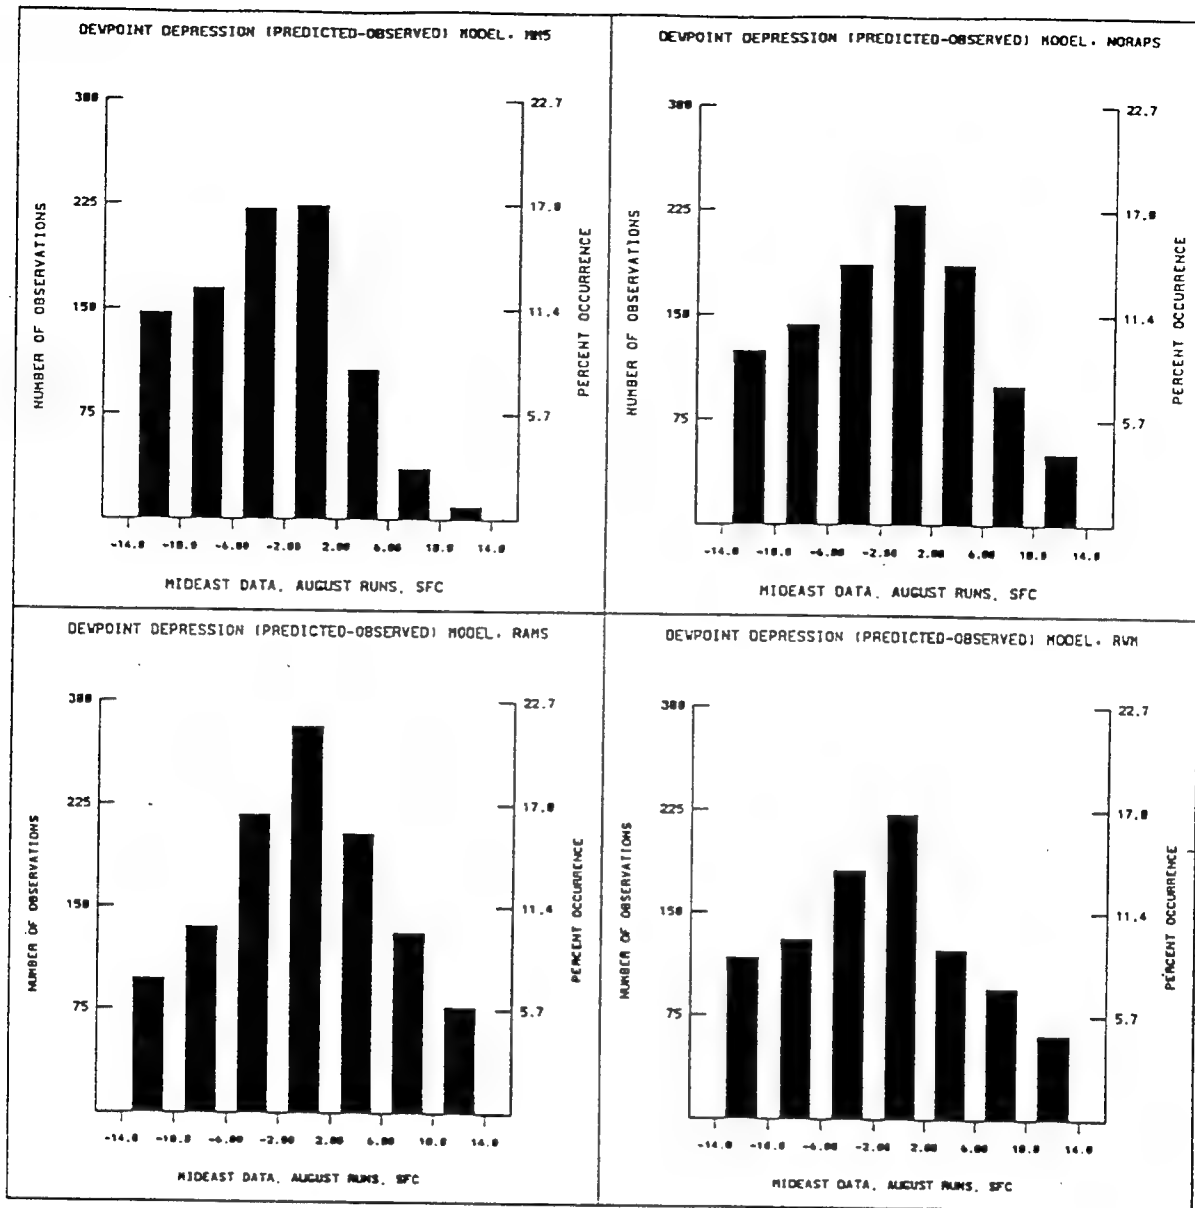 DEWPOINT DEPRESSION (PREDICTED-OBSERVED) MODEL. MM5
300
225
150
75
NUMBER OF OBSERVATIONS
22.7
17.0
11.4
5.7
PERCENT OCCURRENCE
-14.0 -10.0 -6.00 -2.00 2.00 6.00 10.0 14.0
MIDEAST DATA. AUGUST RUNS. SFC
DEWPOINT DEPRESSION (PREDICTED-OBSERVED) MODEL. NORAPS
300
225
150
75
NUMBER OF OBSERVATIONS
22.7
17.0
11.4
5.7
PERCENT OCCURRENCE
-14.0 -10.0 -6.00 -2.00 2.00 6.00 10.0 14.0
MIDEAST DATA. AUGUST RUNS. SFC
DEWPOINT DEPRESSION (PREDICTED-OBSERVED) MODEL. RAMS
300
225
150
75
NUMBER OF OBSERVATIONS
22.7
17.0
11.4
5.7
PERCENT OCCURRENCE
-14.0 -10.0 -6.00 -2.00 2.00 6.00 10.0 14.0
MIDEAST DATA. AUGUST RUNS. SFC
DEWPOINT DEPRESSION (PREDICTED-OBSERVED) MODEL. RWM
300
225
150
75
NUMBER OF OBSERVATIONS
22.7
17.0
11.4
5.7
PERCENT OCCURRENCE
-14.0 -10.0 -6.00 -2.00 2.00 6.00 10.0 14.0
MIDEAST DATA. AUGUST RUNS. SFC